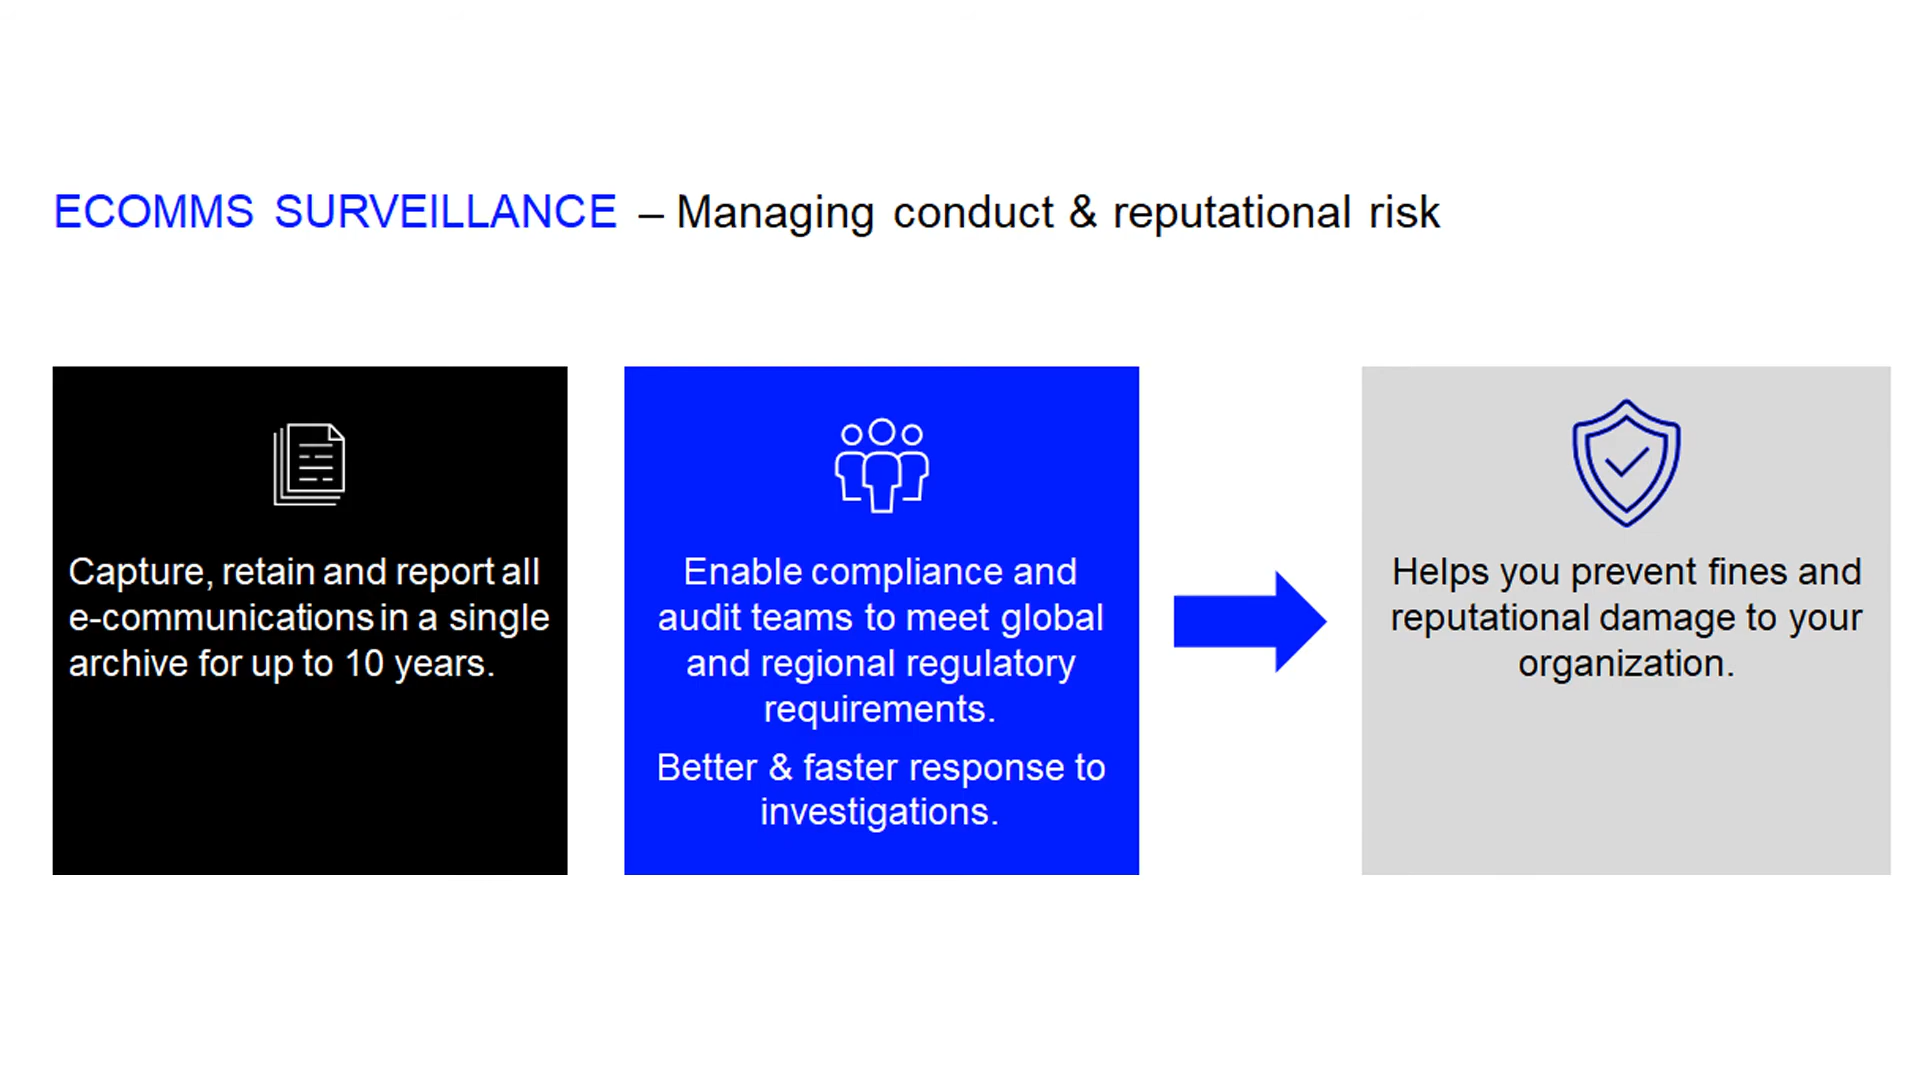 ECOMMS SURVEILLANCE – Managing conduct & reputational risk
Capture, retain and report all
e-communications in a single
archive for up to 10 years.
Enable compliance and
audit teams to meet global
and regional regulatory
requirements.
Better & faster response to
investigations.
Helps you prevent fines and
reputational damage to your
organization.